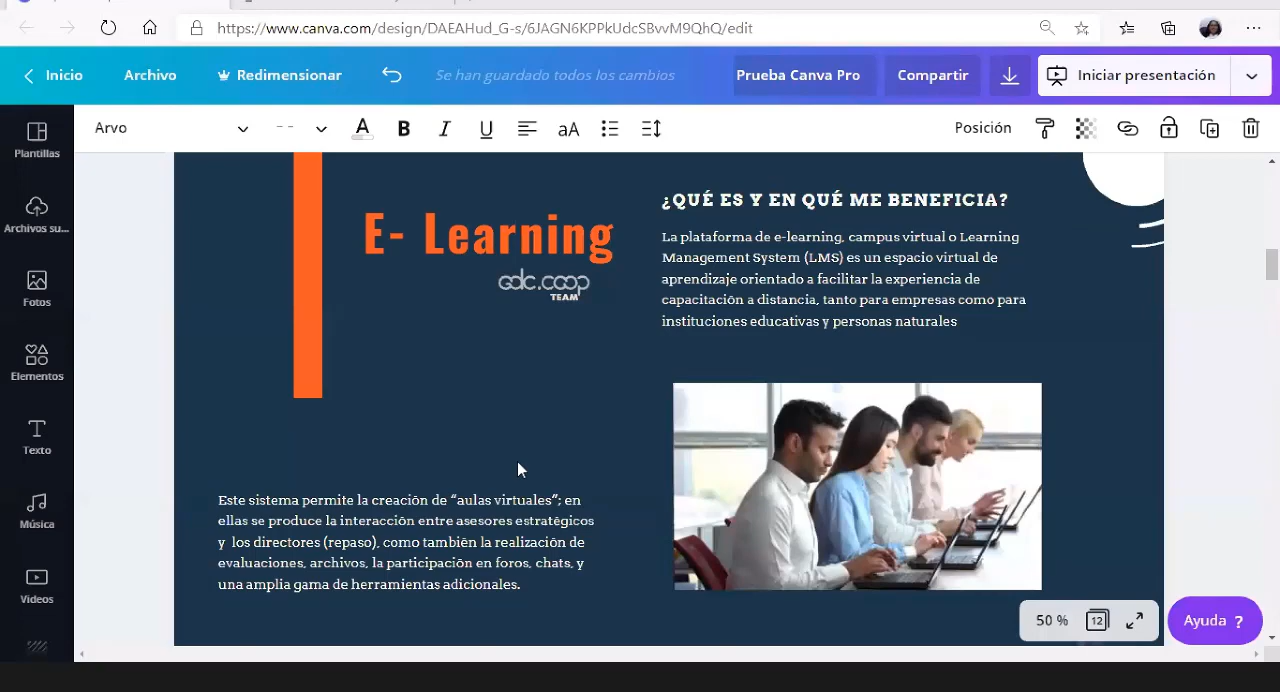 https://www.canva.com/design/DAEAHud_G-s/6JAGN6KPPkUdcSBvvM9QhQ/edit
Inicio
Archivo
Redimensionar
Se han guardado todos los cambios
Prueba Canva Pro
Compartir
Iniciar presentación
Arvo
- -
A
B
I
U
aA
Posición
Plantillas
Archivos su...
Fotos
Elementos
Texto
Música
Videos
E- Learning
gdc.coop
TEAM
¿QUÉ ES Y EN QUÉ ME BENEFICIA?
La plataforma de e-learning, campus virtual o Learning
Management System (LMS) es un espacio virtual de
aprendizaje orientado a facilitar la experiencia de
capacitación a distancia, tanto para empresas como para
instituciones educativas y personas naturales
Este sistema permite la creación de “aulas virtuales”; en
ellas se produce la interacción entre asesores estratégicos
y los directores (repaso), como también la realización de
evaluaciones, archivos, la participación en foros, chats, y
una amplia gama de herramientas adicionales.
50 %
12
Ayuda ?